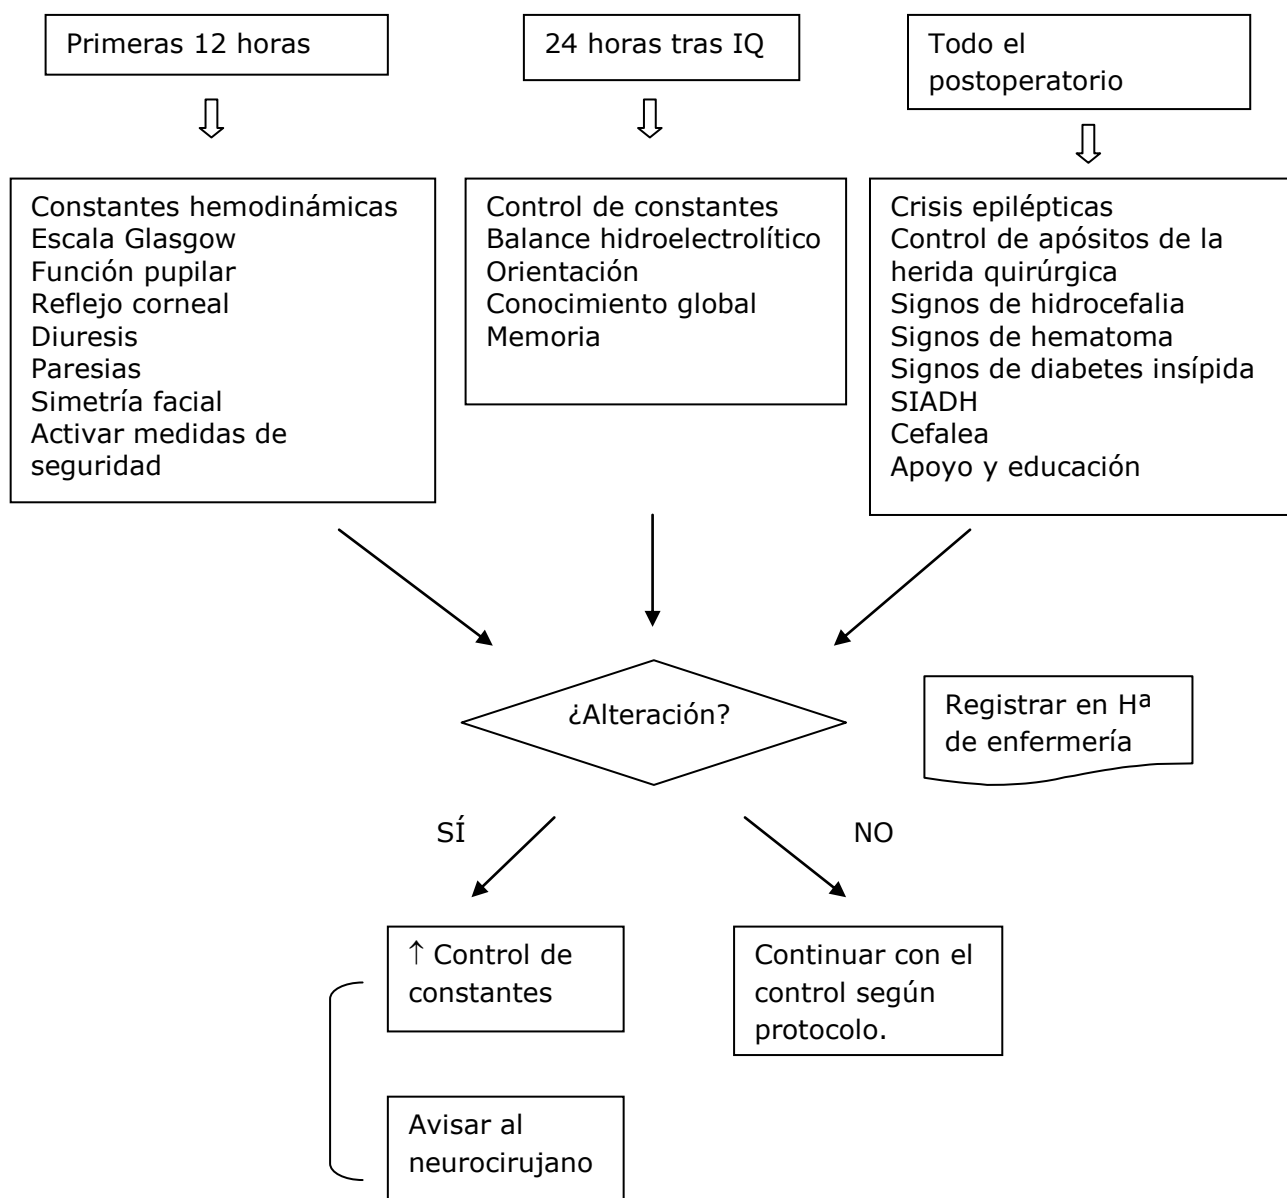 Primeras 12 horas
24 horas tras IQ
Todo el
postoperatorio
Constantes hemodinámicas
Escala Glasgow
Función pupilar
Reflejo corneal
Diuresis
Paresias
Simetría facial
Activar medidas de
seguridad
Control de constantes
Balance hidroelectrolítico
Orientación
Conocimiento global
Memoria
Crisis epilépticas
Control de apósitos de la
herida quirúrgica
Signos de hidrocefalia
Signos de hematoma
Signos de diabetes insípida
SIADH
Cefalea
Apoyo y educación
¿Alteración?
Registrar en Hª
de enfermería
SÍ
NO
↑ Control de
constantes
Continuar con el
control según
protocolo.
Avisar al
neurocirujano